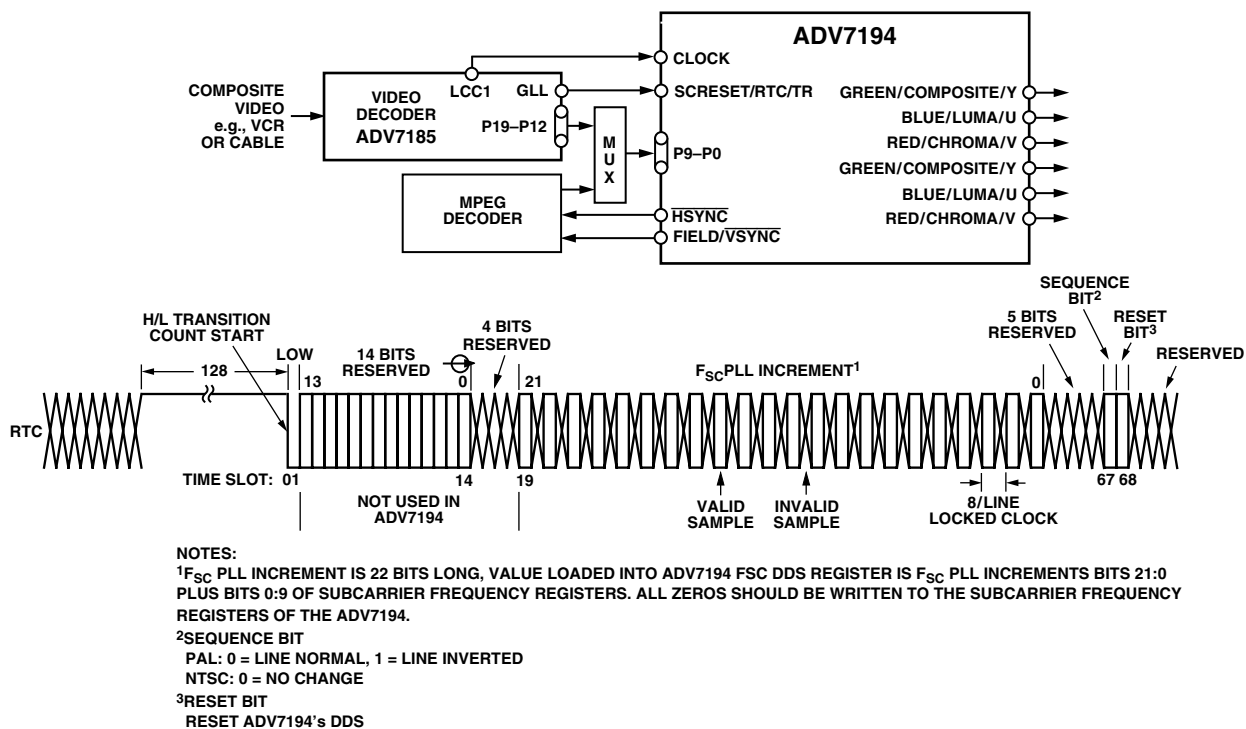 ADV7194
CLOCK
SCRESET/RTC/TR
P9–P0
HSYNC
FIELD/VSYNC
GREEN/COMPOSITE/Y
BLUE/LUMA/U
RED/CHROMA/V
GREEN/COMPOSITE/Y
BLUE/LUMA/U
RED/CHROMA/V
COMPOSITE
VIDEO
e.g., VCR
OR CABLE
LCC1
GLL
VIDEO
DECODER
ADV7185
P19–P12
M
U
X
MPEG
DECODER
H/L TRANSITION
COUNT START
128
LOW
13
14 BITS
RESERVED
0
4 BITS
RESERVED
21
FSC PLL INCREMENT1
0
5 BITS
RESERVED
SEQUENCE
BIT2
RESET
BIT3
RESERVED
RTC
TIME SLOT: 01
14
19
67 68
NOT USED IN
ADV7194
VALID
SAMPLE
INVALID
SAMPLE
8/LINE
LOCKED CLOCK
NOTES:
1FSC PLL INCREMENT IS 22 BITS LONG, VALUE LOADED INTO ADV7194 FSC DDS REGISTER IS FSC PLL INCREMENTS BITS 21:0
PLUS BITS 0:9 OF SUBCARRIER FREQUENCY REGISTERS. ALL ZEROS SHOULD BE WRITTEN TO THE SUBCARRIER FREQUENCY
REGISTERS OF THE ADV7194.
2SEQUENCE BIT
PAL: 0 = LINE NORMAL, 1 = LINE INVERTED
NTSC: 0 = NO CHANGE
3RESET BIT
RESET ADV7194's DDS